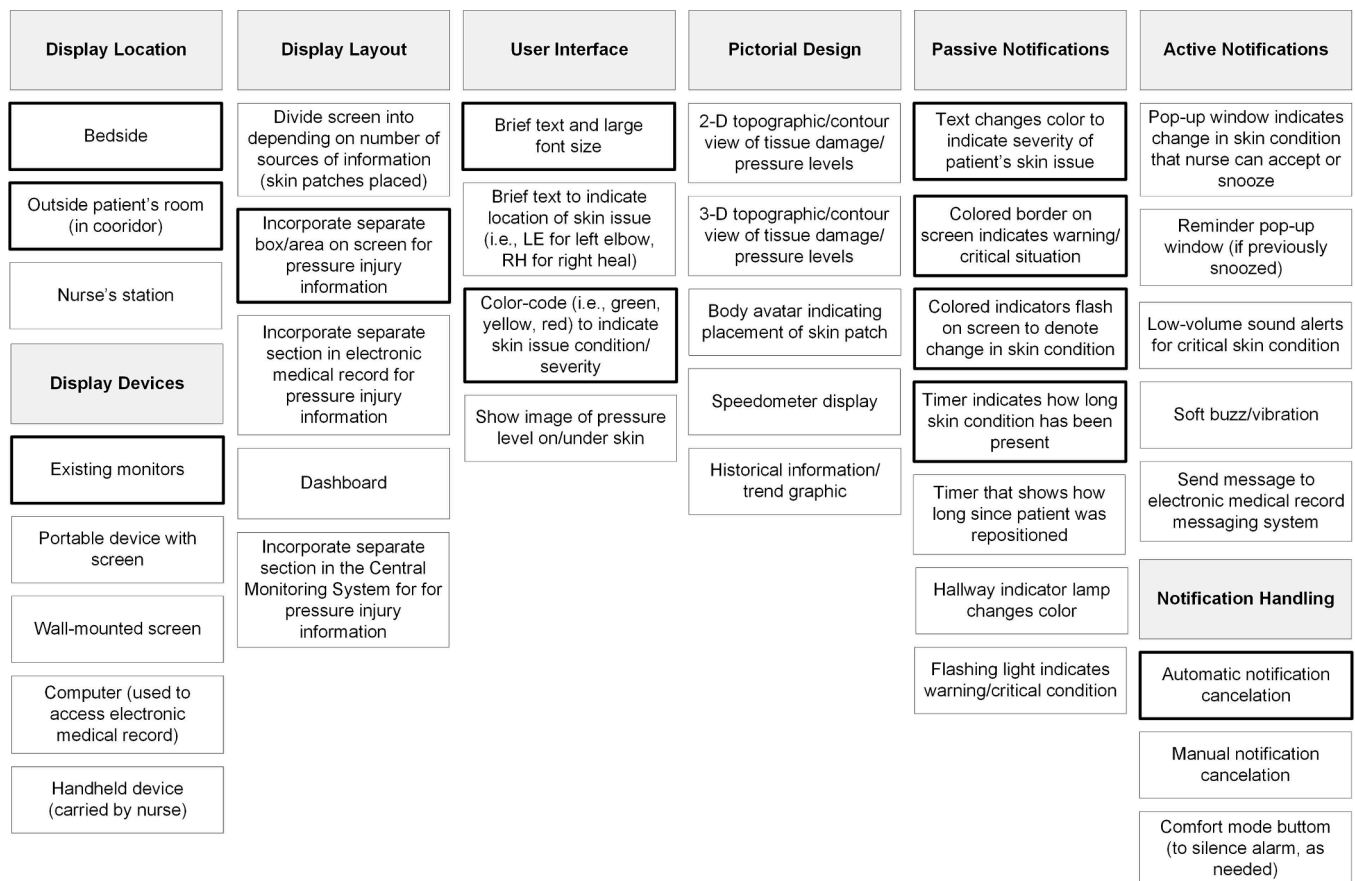 Display Location
Bedside
Outside patient's room
(in cooridor)
Nurse's station
Display Devices
Existing monitors
Portable device with
screen
Wall-mounted screen
Computer (used to
access electronic
medical record)
Handheld device
(carried by nurse)
Display Layout
Divide screen into
depending on number of
sources of information
(skin patches placed)
Incorporate separate
box/area on screen for
pressure injury
information
Incorporate separate
section in electronic
medical record for
pressure injury
information
Dashboard
Incorporate separate
section in the Central
Monitoring System for for
pressure injury
information
User Interface
Brief text and large
font size
Brief text to indicate
location of skin issue
(i.e., LE for left elbow,
RH for right heal)
Color-code (i.e., green,
yellow, red) to indicate
skin issue condition/
severity
Show image of pressure
level on/under skin
Pictorial Design
2-D topographic/contour
view of tissue damage/
pressure levels
3-D topographic/contour
view of tissue damage/
pressure levels
Body avatar indicating
placement of skin patch
Speedometer display
Historical information/
trend graphic
Passive Notifications
Text changes color to
indicate severity of
patient's skin issue
Colored border on
screen indicates warning/
critical situation
Colored indicators flash
on screen to denote
change in skin condition
Timer indicates how long
skin condition has been
present
Timer that shows how
long since patient was
repositioned
Hallway indicator lamp
changes color
Flashing light indicates
warning/critical condition
Active Notifications
Pop-up window indicates
change in skin condition
that nurse can accept or
snooze
Reminder pop-up
window (if previously
snoozed)
Low-volume sound alerts
for critical skin condition
Soft buzz/vibration
Send message to
electronic medical record
messaging system
Notification Handling
Automatic notification
cancelation
Manual notification
cancelation
Comfort mode buttom
(to silence alarm, as
needed)